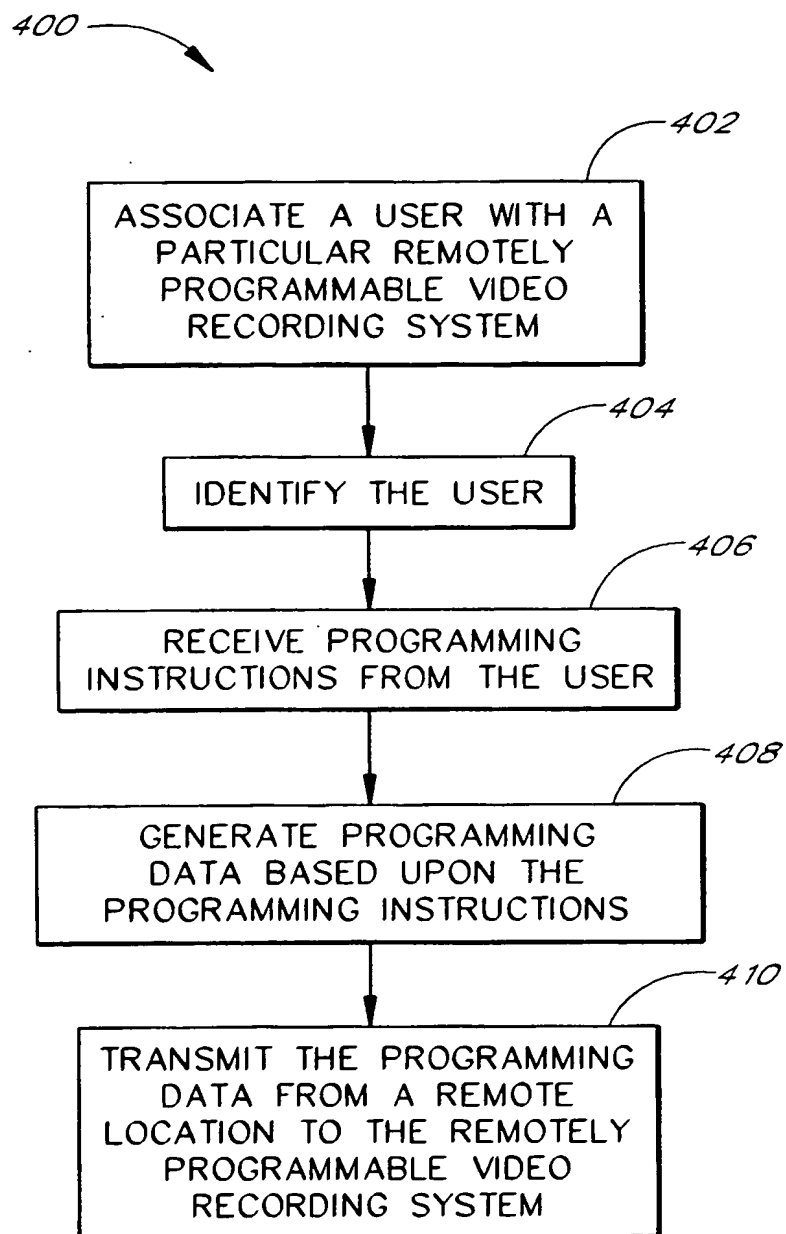 400
402
ASSOCIATE A USER WITH A
PARTICULAR REMOTELY
PROGRAMMABLE VIDEO
RECORDING SYSTEM
404
IDENTIFY THE USER
406
RECEIVE PROGRAMMING
INSTRUCTIONS FROM THE USER
408
GENERATE PROGRAMMING
DATA BASED UPON THE
PROGRAMMING INSTRUCTIONS
410
TRANSMIT THE PROGRAMMING
DATA FROM A REMOTE
LOCATION TO THE REMOTELY
PROGRAMMABLE VIDEO
RECORDING SYSTEM